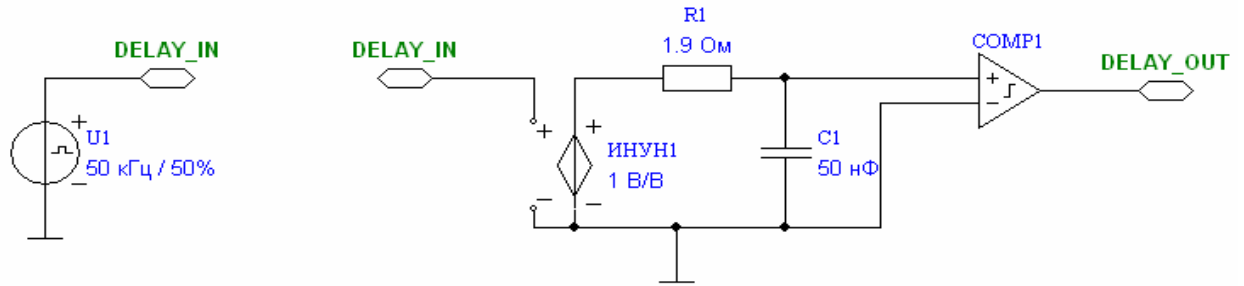 DELAY_IN
U1
50 кГц / 50%
DELAY_IN
ИНУН1
1 В/В
R1
1.9 Ом
C1
50 нФ
COMP1
DELAY_OUT